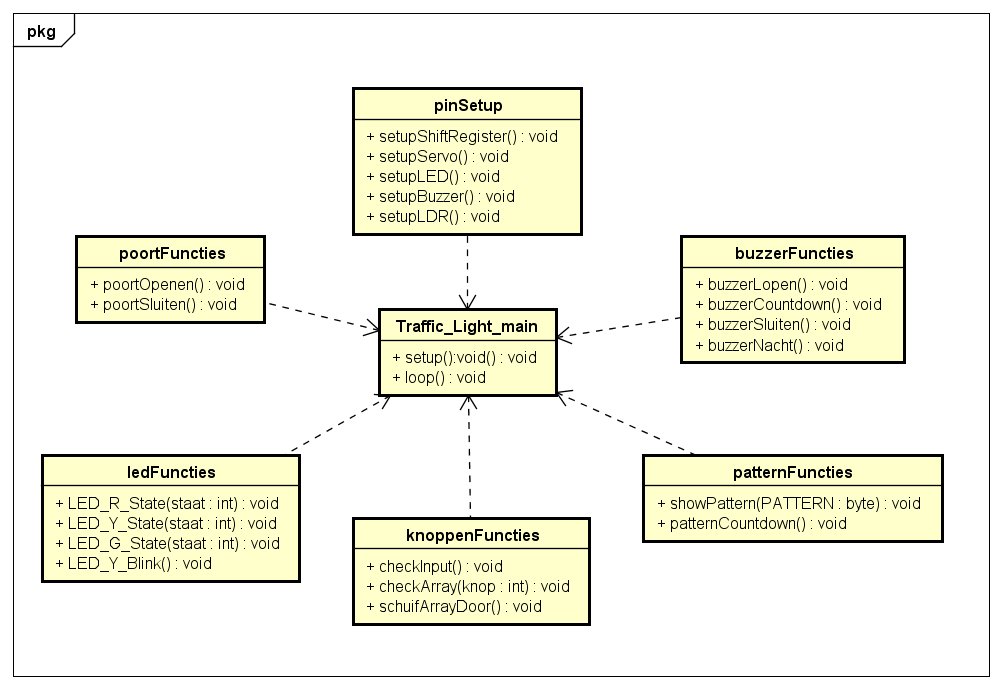 pkg
pinSetup
+ setupShiftRegister() : void
+ setupServo() : void
+ setupLED() : void
+ setupBuzzer() : void
+ setupLDR() : void
poortFuncties
+ poortOpenen() : void
+ poortSluiten() : void
buzzerFuncties
+ buzzerLopen() : void
+ buzzerCountdown() : void
+ buzzerSluiten() : void
+ buzzerNacht() : void
Traffic_Light_main
+ setup():void() : void
+ loop() : void
ledFuncties
+ LED_R_State(staat : int) : void
+ LED_Y_State(staat : int) : void
+ LED_G_State(staat : int) : void
+ LED_Y_Blink() : void
knoppenFuncties
+ checkInput() : void
+ checkArray(knop : int) : void
+ schuifArrayDoor() : void
patternFuncties
+ showPattern(PATTERN : byte) : void
+ patternCountdown() : void